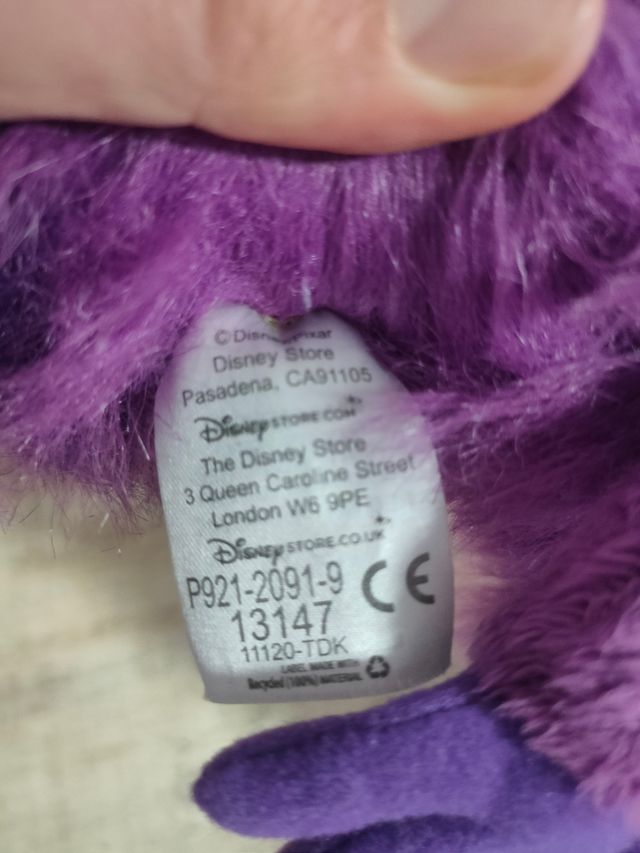 © Disney/Pixar
Disney Store
Pasadena, CA91105
DISNEYSTORE.COM
The Disney Store
3 Queen Caroline Street
London W6 9PE
DISNEYSTORE.CO.UK
P921-2091-9 CE
13147
11120-TDK
LABEL MADE WITH
Recycled (100%) MATERIAL